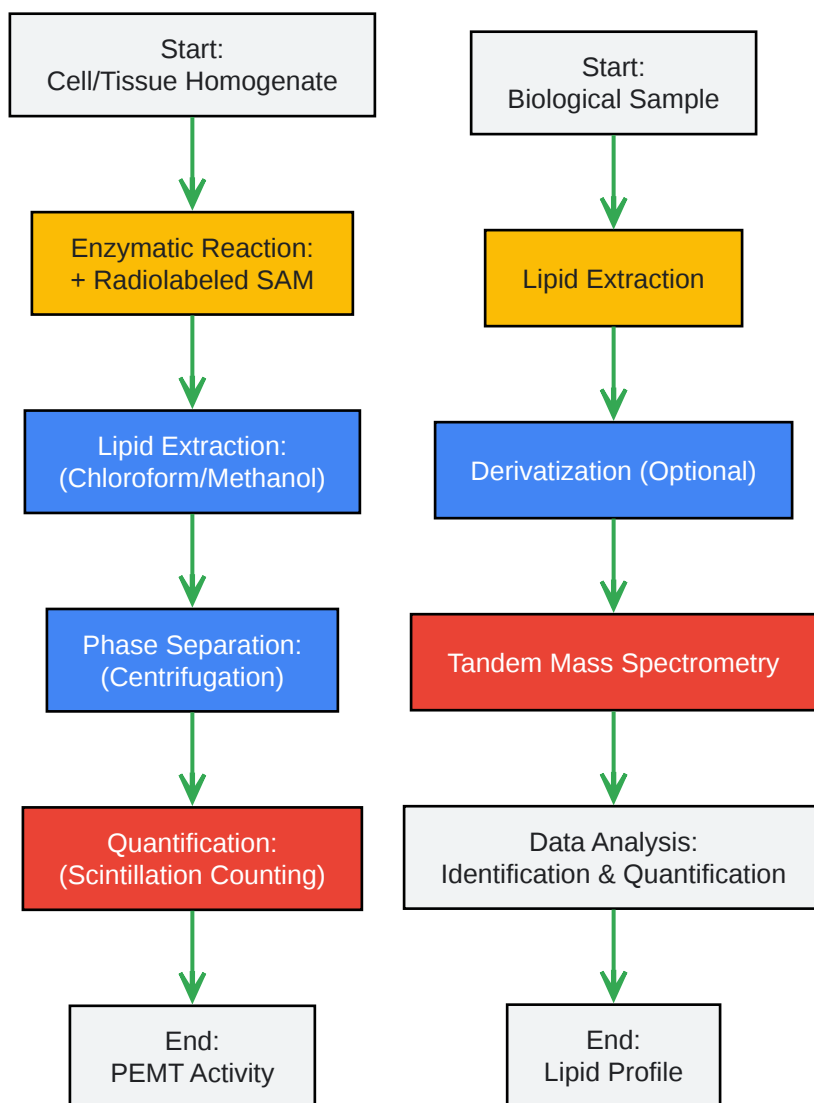 Start:
Cell/Tissue Homogenate
Enzymatic Reaction:
+ Radiolabeled SAM
Lipid Extraction:
(Chloroform/Methanol)
Phase Separation:
(Centrifugation)
Quantification:
(Scintillation Counting)
End:
PEMT Activity
Start:
Biological Sample
Lipid Extraction
Derivatization (Optional)
Tandem Mass Spectrometry
Data Analysis:
Identification & Quantification
End:
Lipid Profile